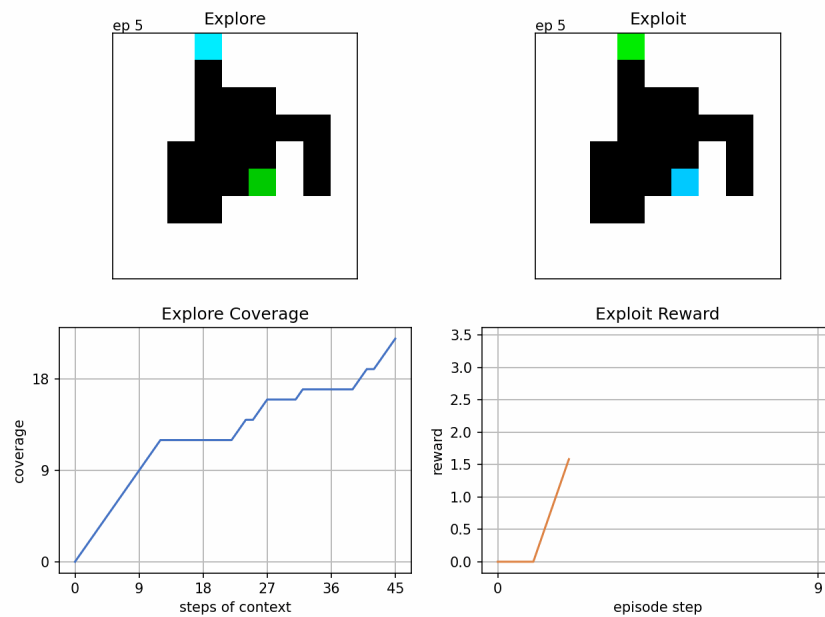 Explore
Exploit
ep 5
ep 5
Explore Coverage
Exploit Reward
coverage
18
9
0
0 9 18 27 36 45
steps of context
reward
3.5
3.0
2.5
2.0
1.5
1.0
0.5
0.0
0 9
episode step